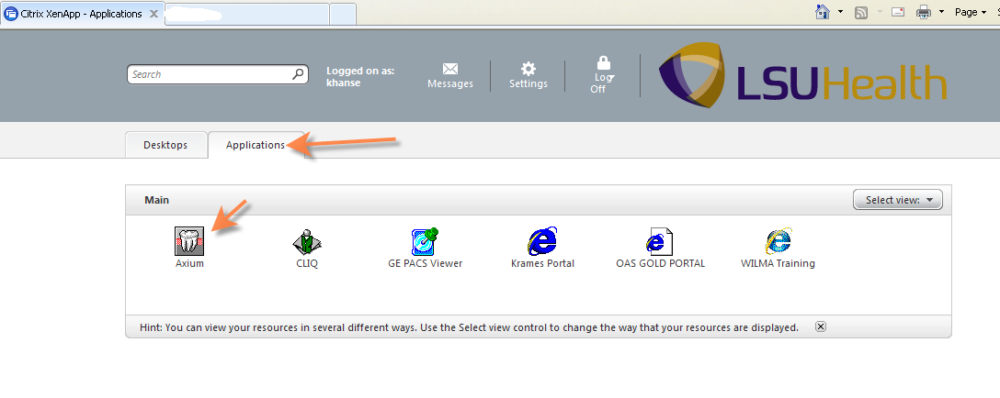 Citrix XenApp - Applications
Page
Search
Logged on as:
khanse
Messages
Settings
Log
Off
LSUHealth
Desktops
Applications
Main
Select view:
Axium
CLIQ
GE PACS Viewer
Krames Portal
OAS GOLD PORTAL
WILMA Training
Hint: You can view your resources in several different ways. Use the Select view control to change the way that your resources are displayed.